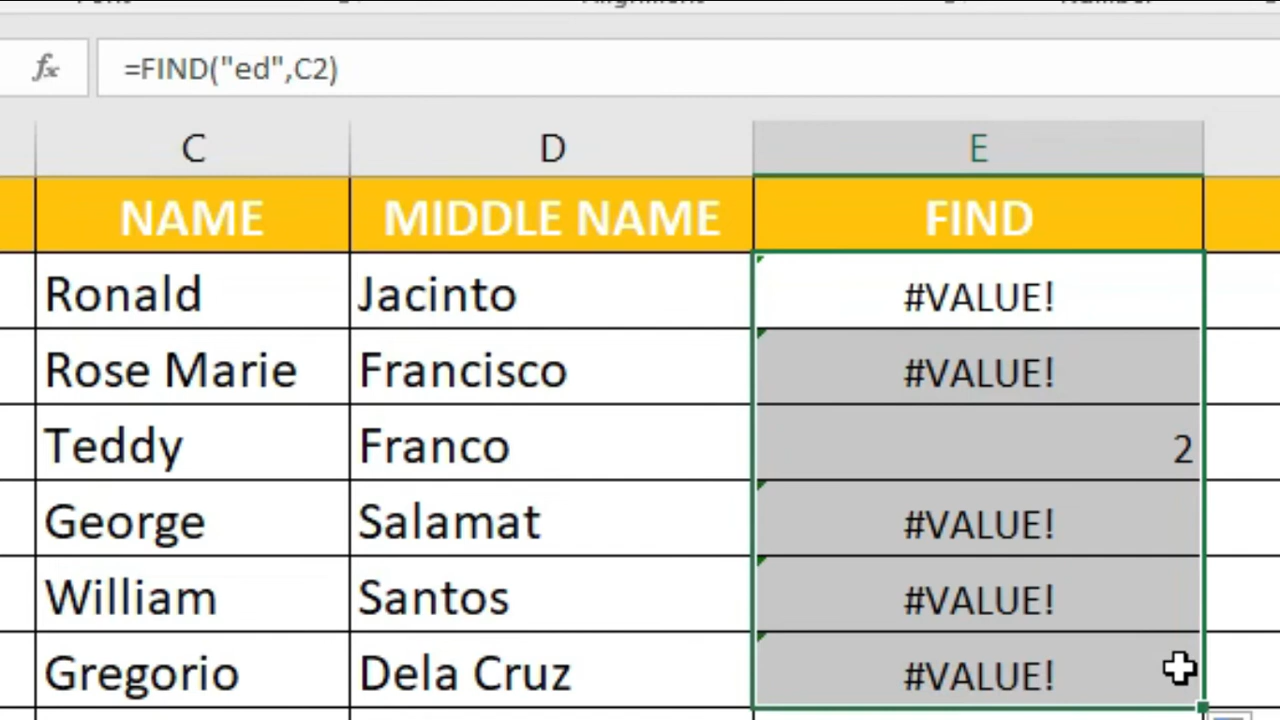 fx =FIND("ed",C2)
C D E
NAME MIDDLE NAME FIND
Ronald Jacinto #VALUE!
Rose Marie Francisco #VALUE!
Teddy Franco 2
George Salamat #VALUE!
William Santos #VALUE!
Gregorio Dela Cruz #VALUE!